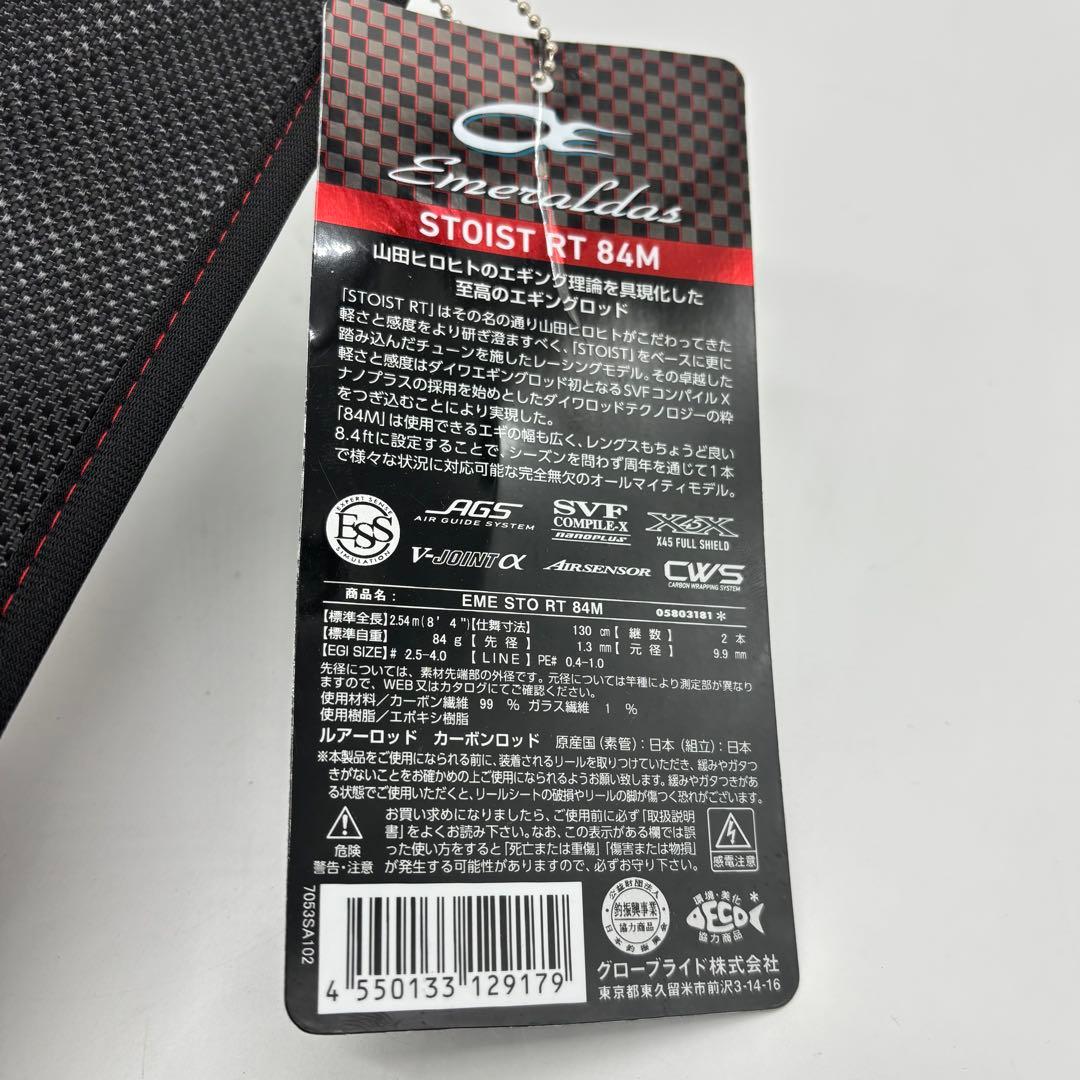 Emeraldas
STOIST RT 84M
山田ヒロヒトのエギング理論を具現化した
至高のエギングロッド
「STOIST RT」はその名の通り山田ヒロヒトがこだわってきた
軽さと感度をより研ぎ澄ますべく、「STOIST」をベースに更に
踏み込んだチューンを施したレーシングモデル。その卓越した
軽さと感度はダイワエギングロッド初となるSVFコンパイルX
ナノプラスの採用を始めとしたダイワロッドテクノロジーの粋
をつぎ込むことにより実現した。
「84M」は使用できるエギの幅も広く、レングスもちょうど良い
8.4ftに設定することで、シーズンを問わず周年を通じて1本
で様々な状況に対応可能な完全無欠のオールマイティモデル。
EXPERT SENSE
ESS
SIMULATION
AGS
AIR GUIDE SYSTEM
SVF
COMPILE-X
nanoplus
X45X
X45 FULL SHIELD
V-JOINT α
AIRSENSOR
CWS
CARBON WRAPPING SYSTEM
商品名: EME STO RT 84M 05803181*
【標準全長】2.54m(8'4")【仕舞寸法】 130 cm【継数】 2 本
【標準自重】 84 g【先径】 1.3 mm【元径】 9.9 mm
【EGI SIZE】# 2.5-4.0 【LINE】PE# 0.4-1.0
先径については、素材先端部の外径です。元径については竿種により測定部が異なり
ますので、WEB又はカタログにてご確認ください。
使用材料/カーボン繊維 99 % ガラス繊維 1 %
使用樹脂/エポキシ樹脂
ルアーロッド カーボンロッド 原産国(素管):日本(組立):日本
※本製品をご使用になられる前に、装着されるリールを取りつけていただき、緩みやガタつ
きがないことをお確かめの上ご使用になられるようお願い致します。緩みやガタつきがあ
る状態でご使用いただくと、リールシートの破損やリールの脚が傷つく恐れがございます。
危険
警告・注意
お買い求めになりましたら、ご使用前に必ず「取扱説明
書」をよくお読み下さい。なお、この表示がある欄では誤
った使い方をすると「死亡または重傷」「傷害または物損」
が発生する可能性がありますので、必ずお守り下さい。
感電注意
7053SA102
4 550133 129179
公益財団法人
釣振興事業
協力商品
日本釣振興会
環境・美化
ECO
*
協力商品
グローブライド株式会社
東京都東久留米市前沢3-14-16